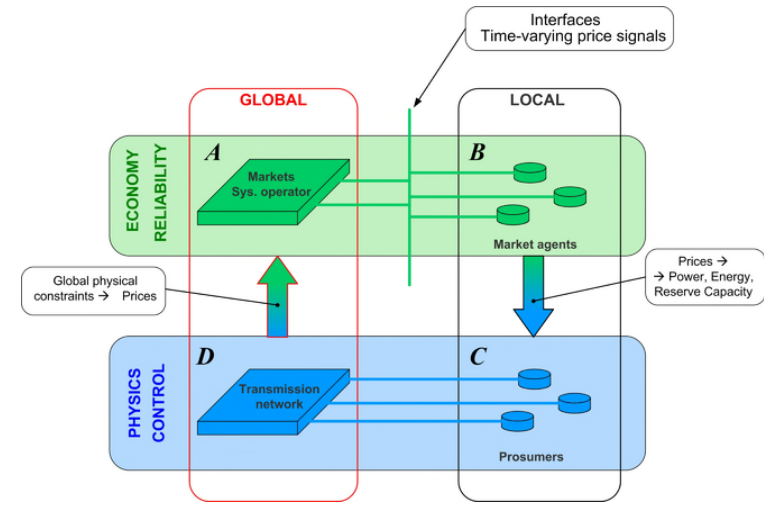 Interfaces
Time-varying price signals
GLOBAL
LOCAL
ECONOMY
RELIABILITY
A
Markets
Sys. operator
B
Market agents
Global physical
constraints → Prices
Prices →
→ Power, Energy,
Reserve Capacity
PHYSICS
CONTROL
D
Transmission
network
C
Prosumers